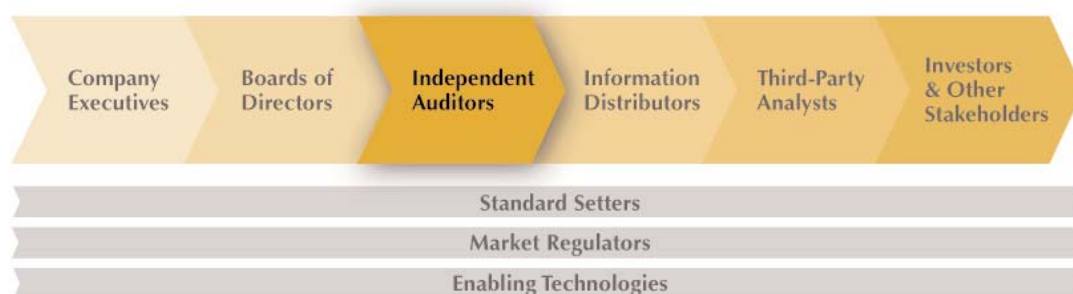 Company
Executives
Boards of
Directors
Independent
Auditors
Information
Distributors
Third-Party
Analysts
Investors
& Other
Stakeholders
Standard Setters
Market Regulators
Enabling Technologies